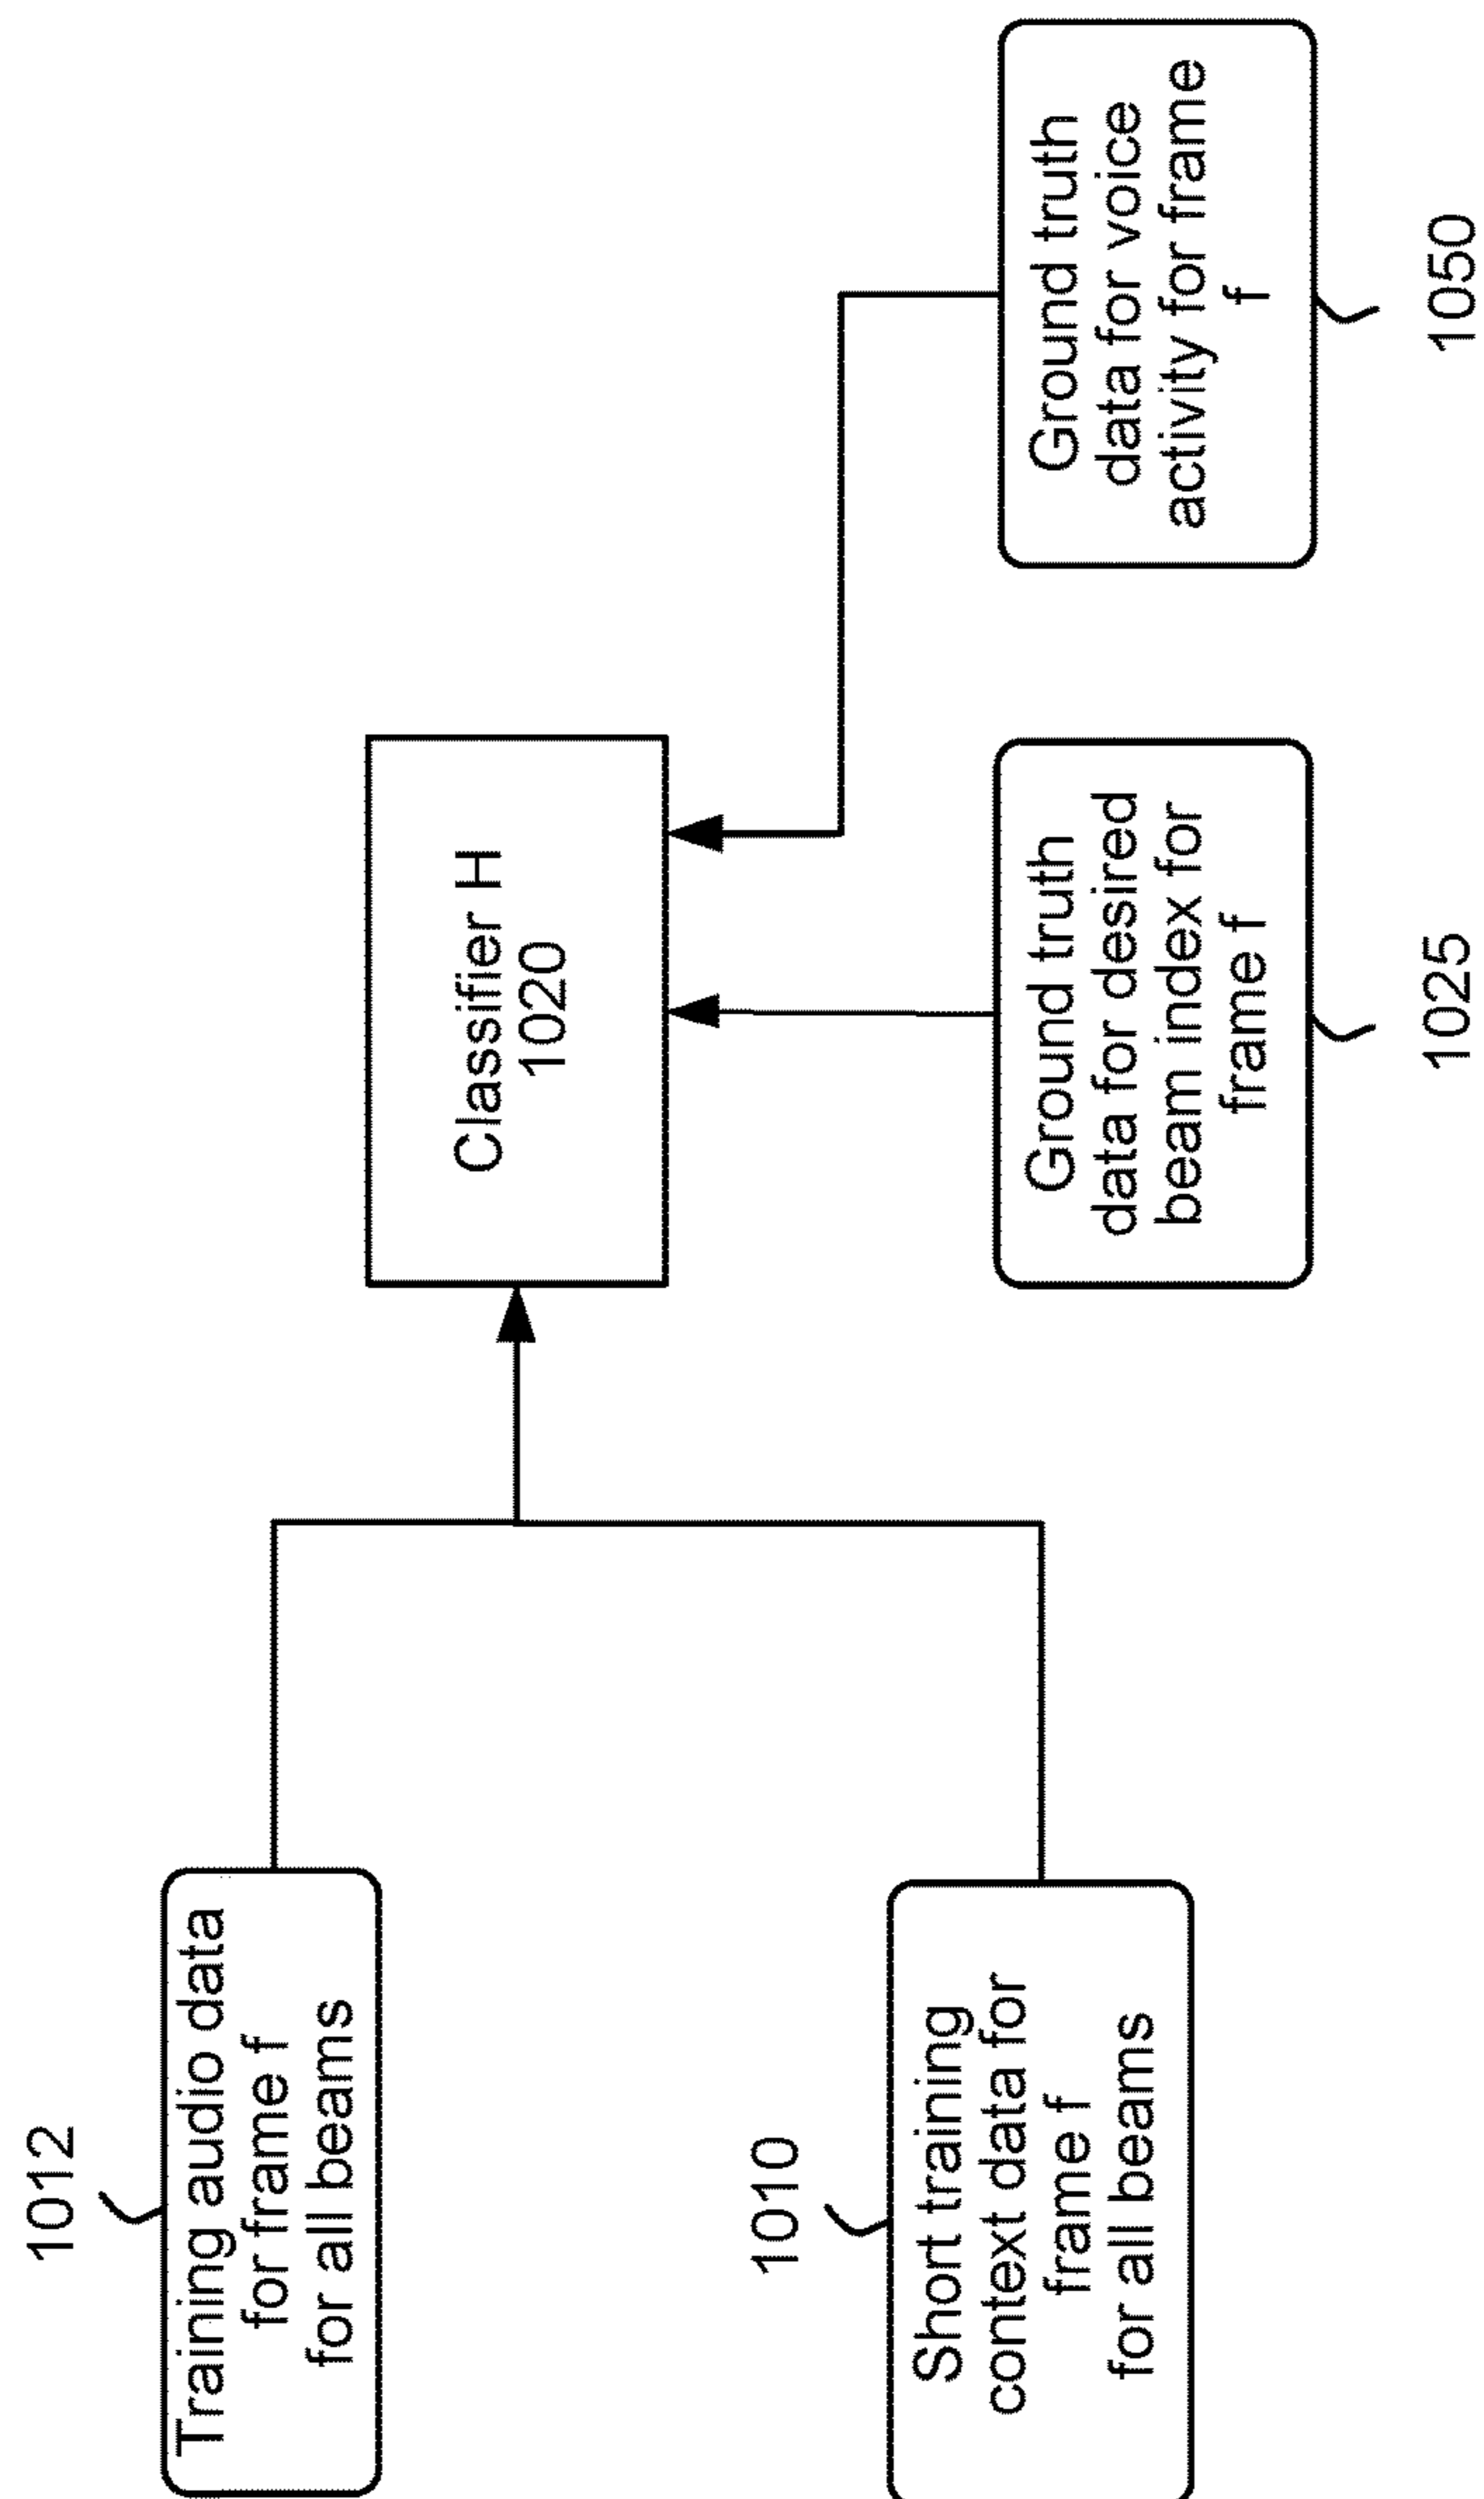 1012
Training audio data
for frame f
for all beams
1010
Short training
context data for
frame f
for all beams
Classifier H
1020
Ground truth
data for desired
beam index for
frame f
1025
Ground truth
data for voice
activity for frame
f
1050